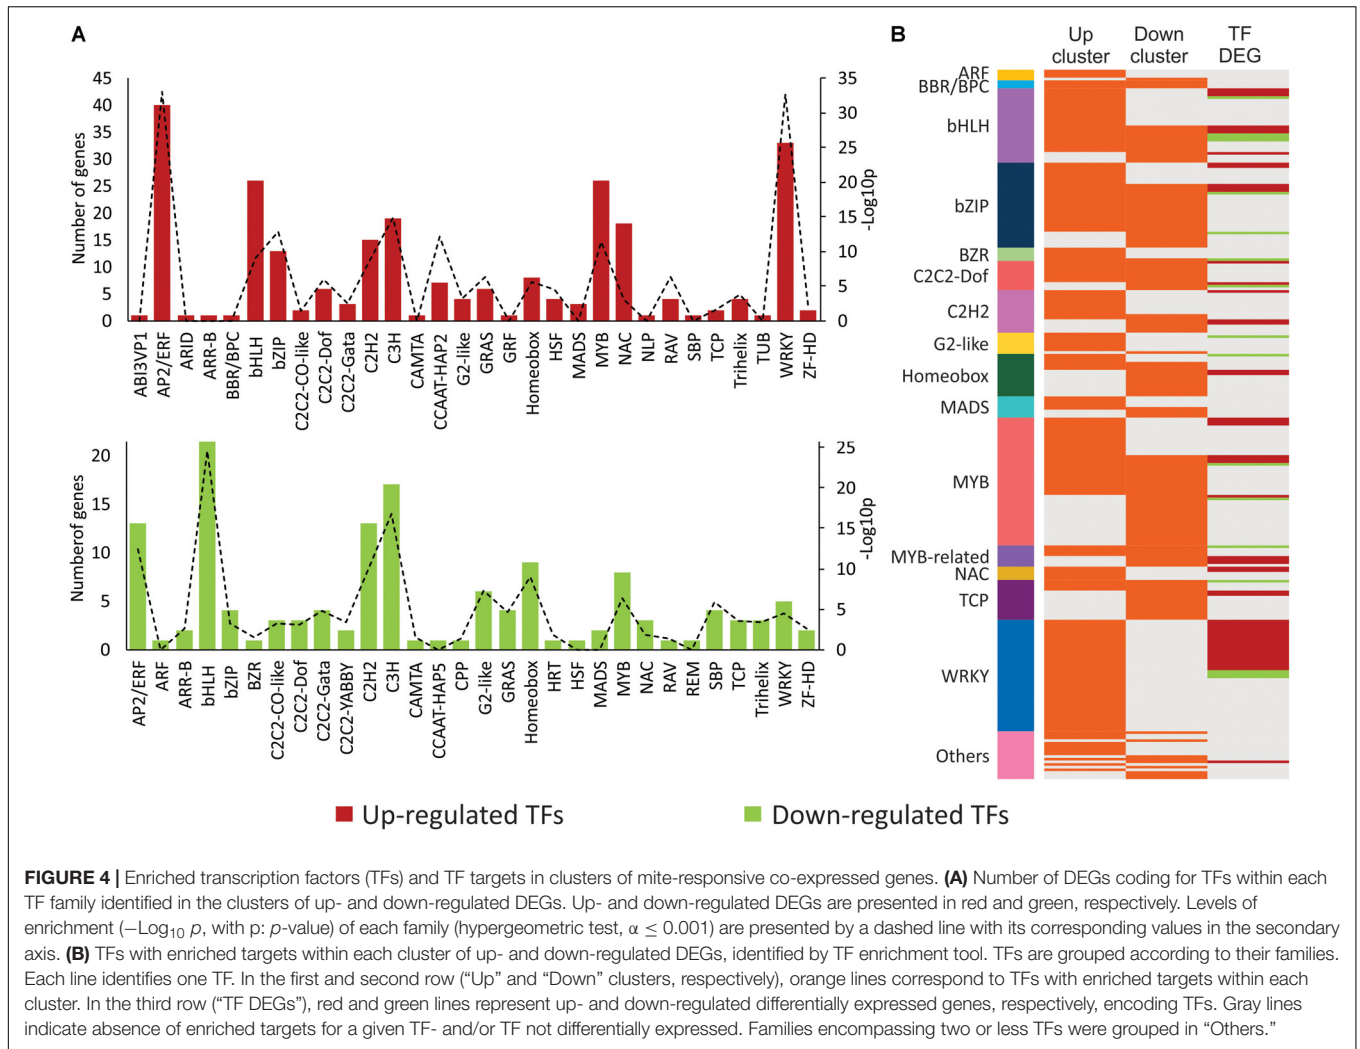 A
45
40
35
30
25
20
15
10
5
0
Number of genes
35
30
25
20
15
10
5
0
-Log10p
ABI3VP1
AP2/ERF
ARID
ARR-B
BBR/BPC
bHLH
bZIP
C2C2-CO-like
C2C2-Dof
C2C2-Gata
C2H2
C3H
CAMTA
CCAAT-HAP2
G2-like
GRAS
GRF
Homeobox
HSF
MADS
MYB
NAC
NLP
RAV
SBP
TCP
Trihelix
TUB
WRKY
ZF-HD
20
15
10
5
0
Numberof genes
25
20
15
10
5
0
-Log10p
AP2/ERF
ARF
ARR-B
bHLH
bZIP
BZR
C2C2-CO-like
C2C2-Dof
C2C2-Gata
C2C2-YABBY
C2H2
C3H
CAMTA
CCAAT-HAP5
CPP
G2-like
GRAS
Homeobox
HRT
HSF
MADS
MYB
NAC
RAV
REM
SBP
TCP
Trihelix
WRKY
ZF-HD
B
Up cluster
Down cluster
TF DEG
ARF
BBR/BPC
bHLH
bZIP
BZR
C2C2-Dof
C2H2
G2-like
Homeobox
MADS
MYB
MYB-related
NAC
TCP
WRKY
Others
Up-regulated TFs
Down-regulated TFs
FIGURE 4 | Enriched transcription factors (TFs) and TF targets in clusters of mite-responsive co-expressed genes. (A) Number of DEGs coding for TFs within each
TF family identified in the clusters of up- and down-regulated DEGs. Up- and down-regulated DEGs are presented in red and green, respectively. Levels of
enrichment (−Log10 p, with p: p-value) of each family (hypergeometric test, α ≤ 0.001) are presented by a dashed line with its corresponding values in the secondary
axis. (B) TFs with enriched targets within each cluster of up- and down-regulated DEGs, identified by TF enrichment tool. TFs are grouped according to their families.
Each line identifies one TF. In the first and second row (“Up” and “Down” clusters, respectively), orange lines correspond to TFs with enriched targets within each
cluster. In the third row (“TF DEGs”), red and green lines represent up- and down-regulated differentially expressed genes, respectively, encoding TFs. Gray lines
indicate absence of enriched targets for a given TF- and/or TF not differentially expressed. Families encompassing two or less TFs were grouped in “Others.”